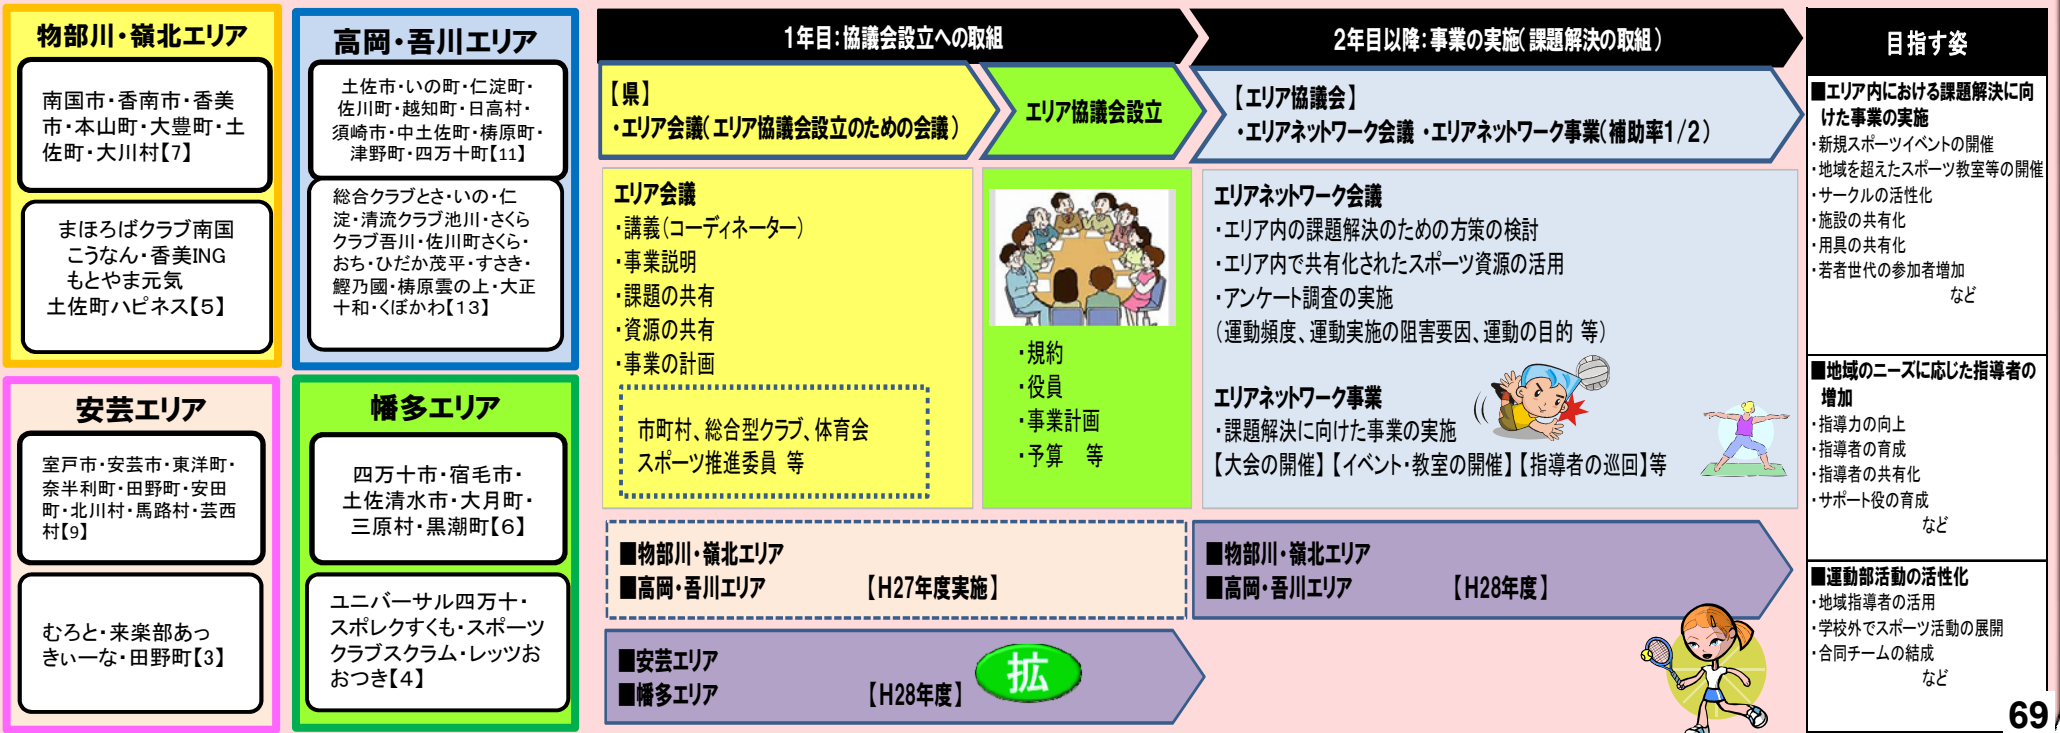 物部川・嶺北エリア
南国市・香南市・香美
市・本山町・大豊町・土
佐町・大川村【7】
まほろばクラブ南国
こうなん・香美ING
もとやま元気
土佐町ハピネス【5】
高岡・吾川エリア
土佐市・いの町・仁淀町・
佐川町・越知町・日高村・
須崎市・中土佐町・梼原町・
津野町・四万十町【11】
総合クラブとさ・いの・仁
淀・清流クラブ池川・さくら
クラブ吾川・佐川町さくら・
おち・ひだか茂平・すさき・
鰹乃國・梼原雲の上・大正
十和・くぼかわ【13】
安芸エリア
室戸市・安芸市・東洋町・
奈半利町・田野町・安田
町・北川村・馬路村・芸西
村【9】
むろと・来楽部あっ
きぃーな・田野町【3】
幡多エリア
四万十市・宿毛市・
土佐清水市・大月町・
三原村・黒潮町【6】
ユニバーサル四万十・
スポレクすくも・スポーツ
クラブスクラム・レッツお
おつき【4】
1年目:協議会設立への取組
【県】
・エリア会議(エリア協議会設立のための会議)
エリア協議会設立
エリア会議
・講義(コーディネーター)
・事業説明
・課題の共有
・資源の共有
・事業の計画
市町村、総合型クラブ、体育会
スポーツ推進委員 等
・規約
・役員
・事業計画
・予算 等
2年目以降:事業の実施(課題解決の取組)
【エリア協議会】
・エリアネットワーク会議 ・エリアネットワーク事業(補助率1/2)
エリアネットワーク会議
・エリア内の課題解決のための方策の検討
・エリア内で共有化されたスポーツ資源の活用
・アンケート調査の実施
(運動頻度、運動実施の阻害要因、運動の目的 等)
エリアネットワーク事業
・課題解決に向けた事業の実施
【大会の開催】【イベント・教室の開催】【指導者の巡回】等
■物部川・嶺北エリア
■高岡・吾川エリア 【H27年度実施】
■物部川・嶺北エリア
■高岡・吾川エリア 【H28年度】
■安芸エリア
■幡多エリア 【H28年度】
拡
目指す姿
■エリア内における課題解決に向
けた事業の実施
・新規スポーツイベントの開催
・地域を超えたスポーツ教室等の開催
・サークルの活性化
・施設の共有化
・用具の共有化
・若者世代の参加者増加
など
■地域のニーズに応じた指導者の
増加
・指導力の向上
・指導者の育成
・指導者の共有化
・サポート役の育成
など
■運動部活動の活性化
・地域指導者の活用
・学校外でスポーツ活動の展開
・合同チームの結成
など
69